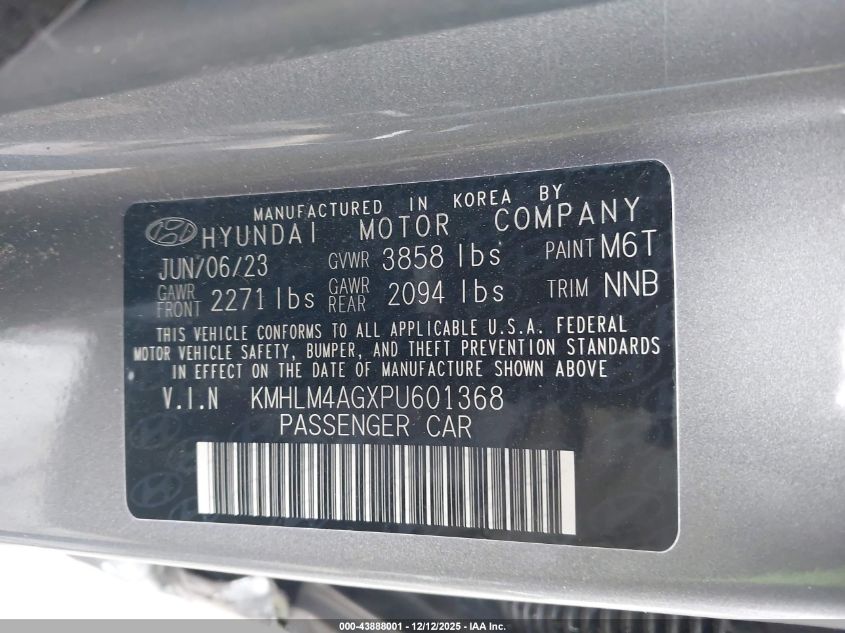 MANUFACTURED IN KOREA BY
HYUNDAI MOTOR COMPANY
JUN/06/23 GVWR 3858 lbs PAINT M6T
GAWR FRONT 2271 lbs GAWR REAR 2094 lbs TRIM NNB
THIS VEHICLE CONFORMS TO ALL APPLICABLE U.S.A. FEDERAL
MOTOR VEHICLE SAFETY, BUMPER, AND THEFT PREVENTION STANDARDS
IN EFFECT ON THE DATE OF MANUFACTURE SHOWN ABOVE
V.I.N KMHLM4AGXPU601368
PASSENGER CAR
000-43888001 - 12/12/2025 - IAA Inc.